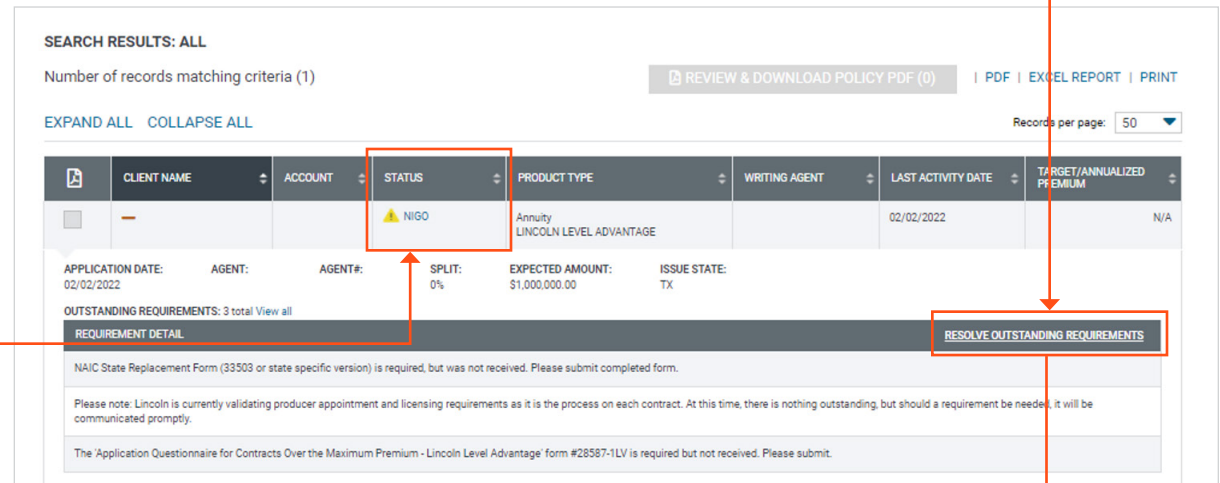 SEARCH RESULTS: ALL
Number of records matching criteria (1)
REVIEW & DOWNLOAD POLICY PDF (0) | PDF | EXCEL REPORT | PRINT
EXPAND ALL COLLAPSE ALL
Records per page: 50
CLIENT NAME ACCOUNT STATUS PRODUCT TYPE WRITING AGENT LAST ACTIVITY DATE TARGET/ANNUALIZED
PREMIUM
NIGO Annuity 02/02/2022 N/A
LINCOLN LEVEL ADVANTAGE
APPLICATION DATE: AGENT: AGENT#: SPLIT: EXPECTED AMOUNT: ISSUE STATE:
02/02/2022 0% $1,000,000.00 TX
OUTSTANDING REQUIREMENTS: 3 total View all
REQUIREMENT DETAIL RESOLVE OUTSTANDING REQUIREMENTS
NAIC State Replacement Form (33503 or state specific version) is required, but was not received. Please submit completed form.
Please note: Lincoln is currently validating producer appointment and licensing requirements as it is the process on each contract. At this time, there is nothing outstanding, but should a requirement be needed, it will be
communicated promptly.
The 'Application Questionnaire for Contracts Over the Maximum Premium - Lincoln Level Advantage' form #28587-1LV is required but not received. Please submit.